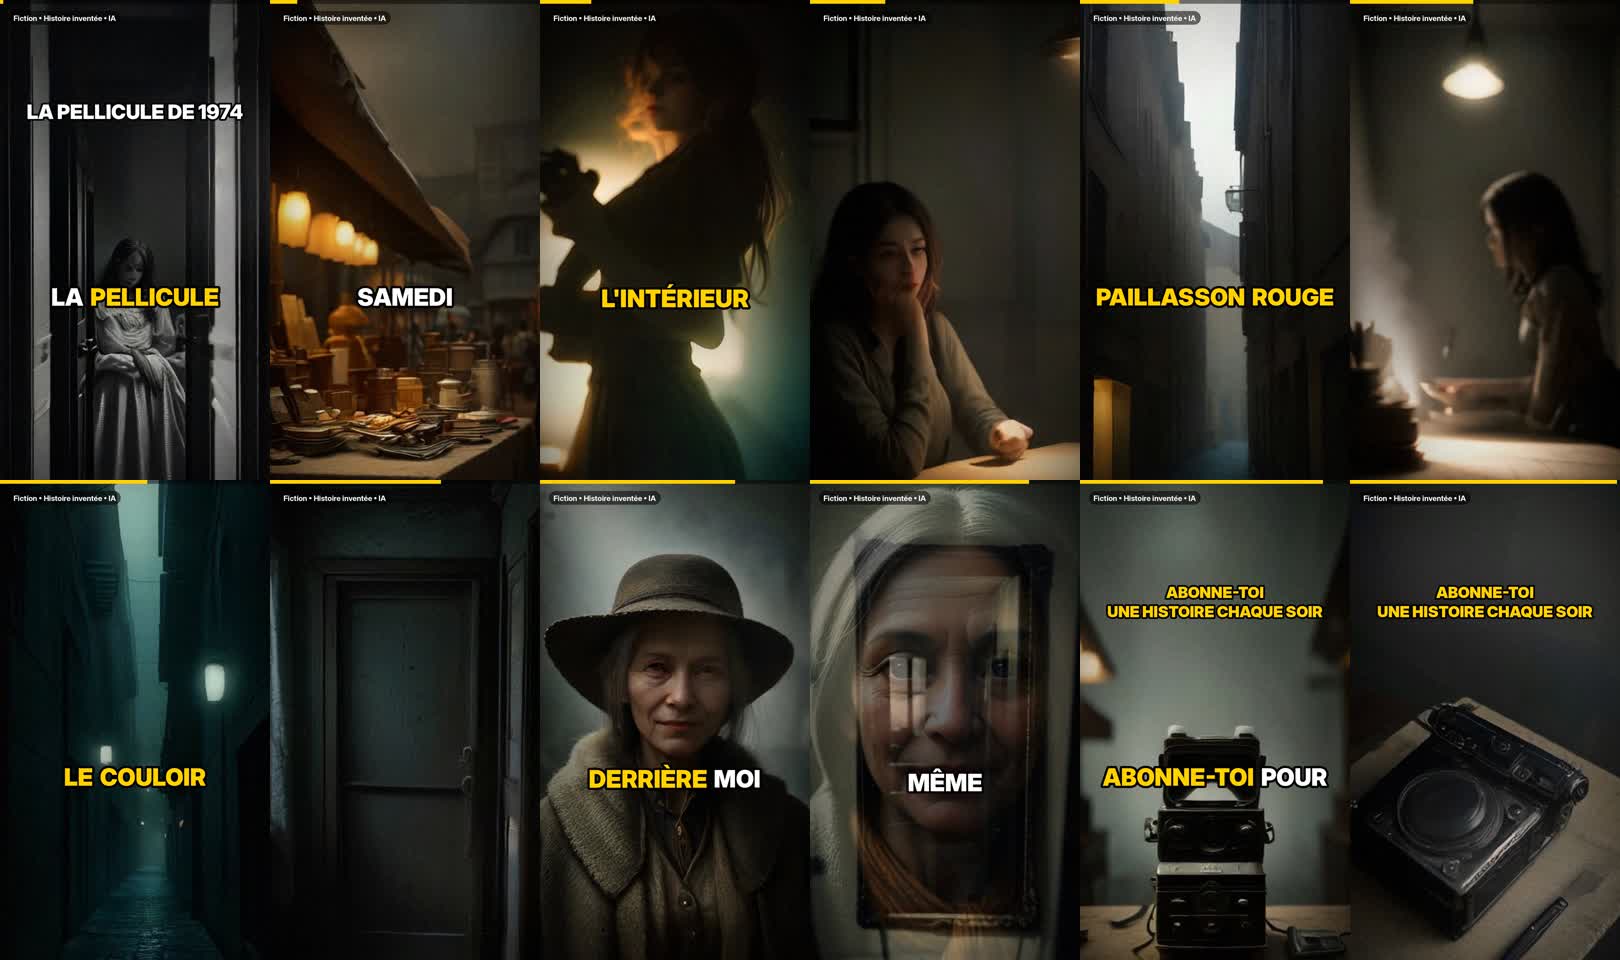 Fiction • Histoire inventée • IA
LA PELLICULE DE 1974
LA PELLICULE
Fiction • Histoire inventée • IA
SAMEDI
Fiction • Histoire inventée • IA
L'INTÉRIEUR
Fiction • Histoire inventée • IA
Fiction • Histoire inventée • IA
PAILLASSON ROUGE
Fiction • Histoire inventée • IA
Fiction • Histoire inventée • IA
LE COULOIR
Fiction • Histoire inventée • IA
Fiction • Histoire inventée • IA
DERRIÈRE MOI
Fiction • Histoire inventée • IA
MÊME
Fiction • Histoire inventée • IA
ABONNE-TOI
UNE HISTOIRE CHAQUE SOIR
ABONNE-TOI POUR
Fiction • Histoire inventée • IA
ABONNE-TOI
UNE HISTOIRE CHAQUE SOIR